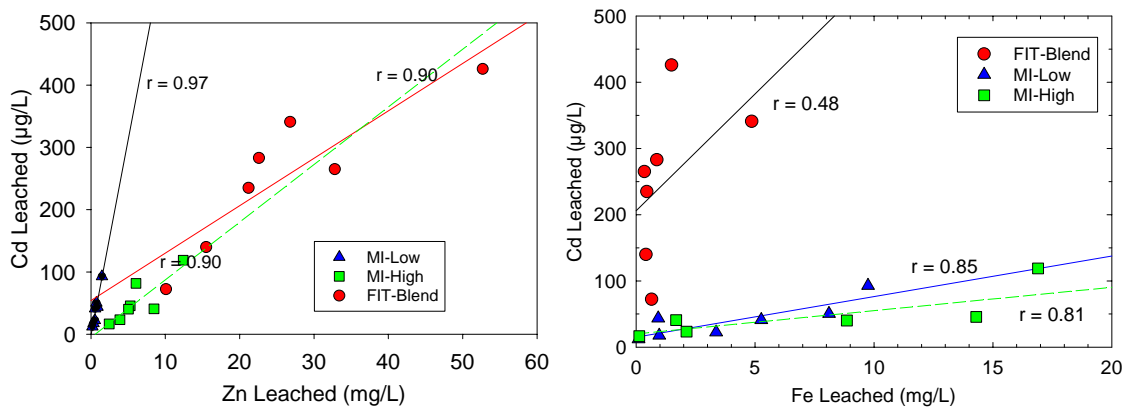 500
400
300
200
100
0
Cd Leached (µg/L)
r = 0.97
r = 0.90
r = 0.90
MI-Low
MI-High
FIT-Blend
0 10 20 30 40 50 60
Zn Leached (mg/L)
500
400
300
200
100
0
Cd Leached (µg/L)
FIT-Blend
MI-Low
MI-High
r = 0.48
r = 0.85
r = 0.81
0 5 10 15 20
Fe Leached (mg/L)